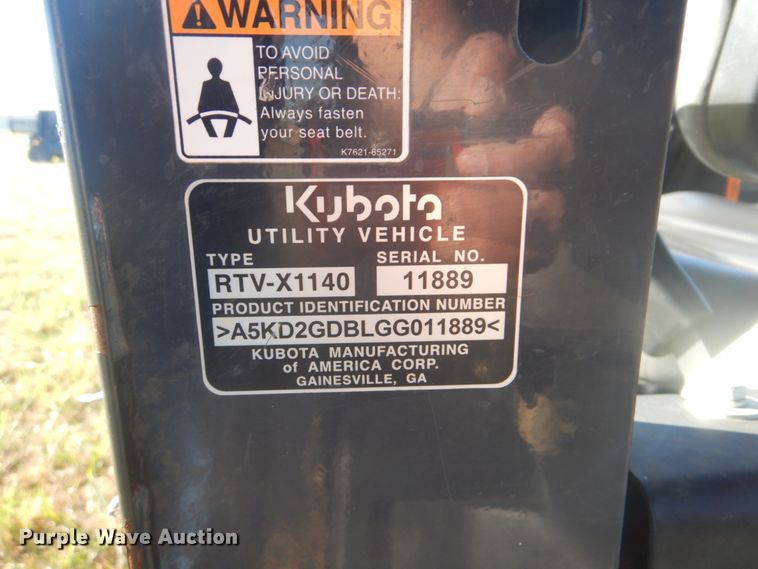 WARNING
TO AVOID
PERSONAL
INJURY OR DEATH:
Always fasten
your seat belt.
K7621-65271
Kubota
UTILITY VEHICLE
TYPE SERIAL NO.
RTV-X1140 11889
PRODUCT IDENTIFICATION NUMBER
>A5KD2GDBLGG011889<
KUBOTA MANUFACTURING
of AMERICA CORP.
GAINESVILLE, GA
Purple Wave Auction®